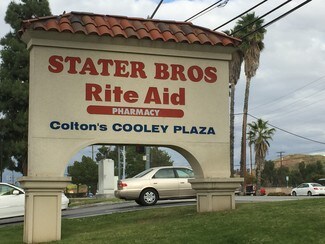 STATER BROS
Rite Aid
PHARMACY
Colton's COOLEY PLAZA